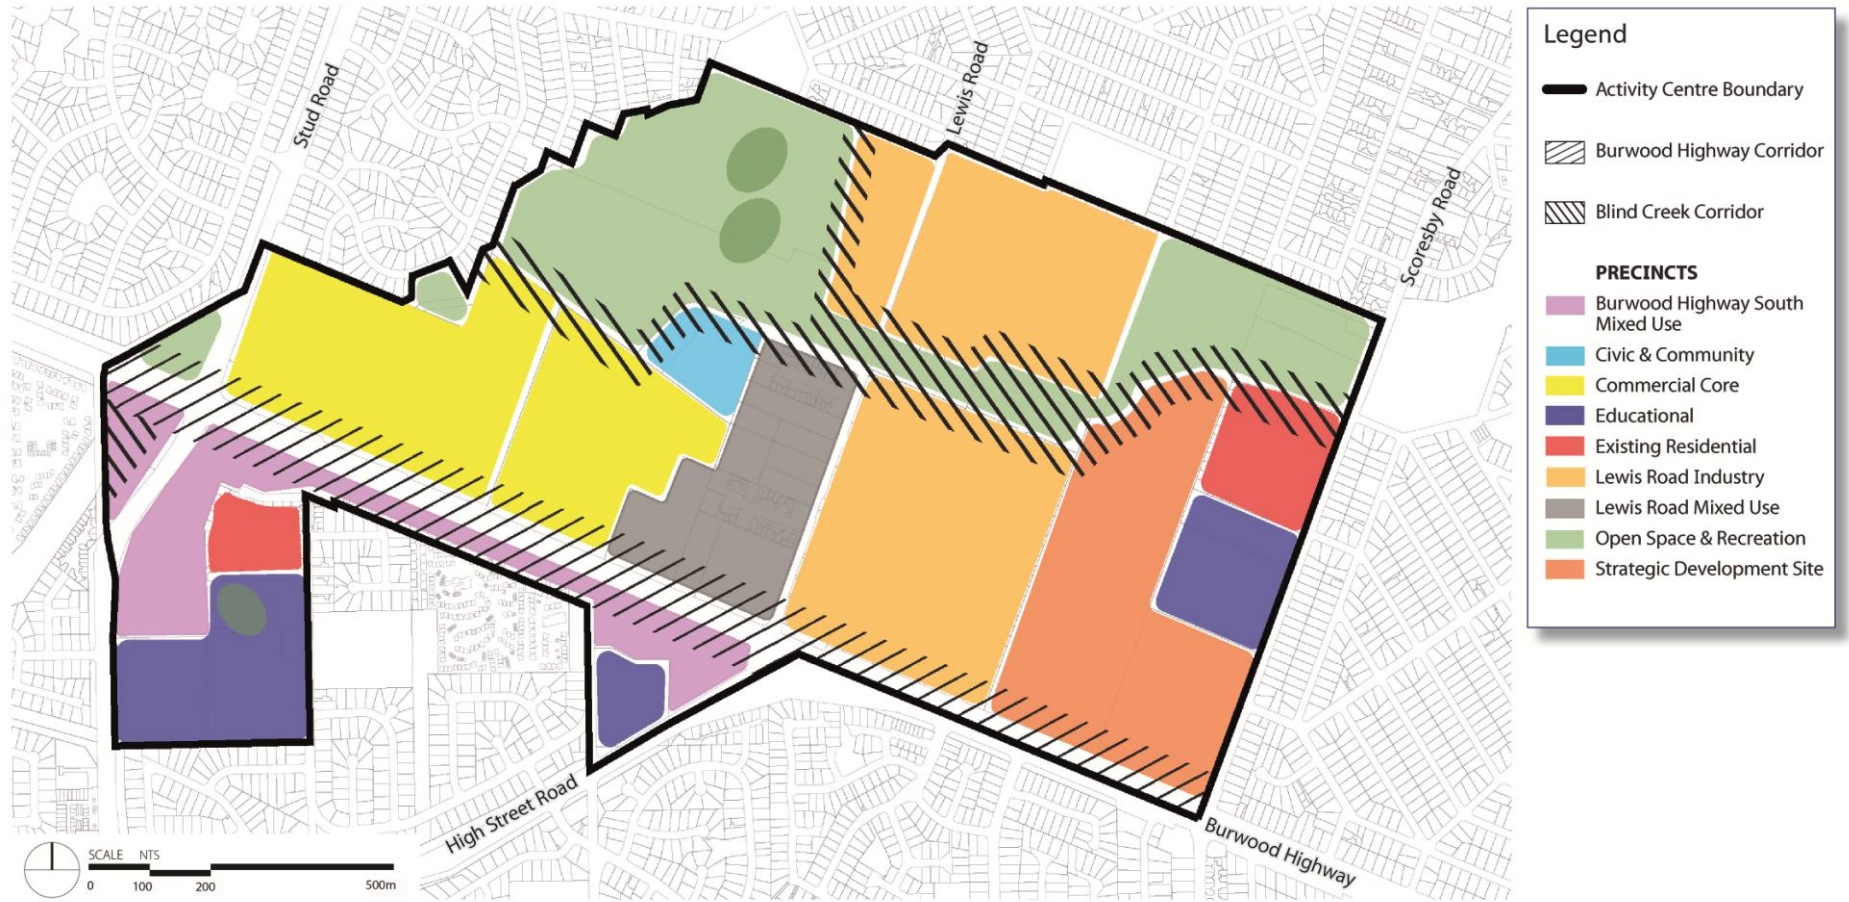 Stud Road
Lewis Road
Scoresby Road
High Street Road
Burwood Highway
SCALE NTS
0 100 200 500m
Legend
Activity Centre Boundary
Burwood Highway Corridor
Blind Creek Corridor
PRECINCTS
Burwood Highway South
Mixed Use
Civic & Community
Commercial Core
Educational
Existing Residential
Lewis Road Industry
Lewis Road Mixed Use
Open Space & Recreation
Strategic Development Site